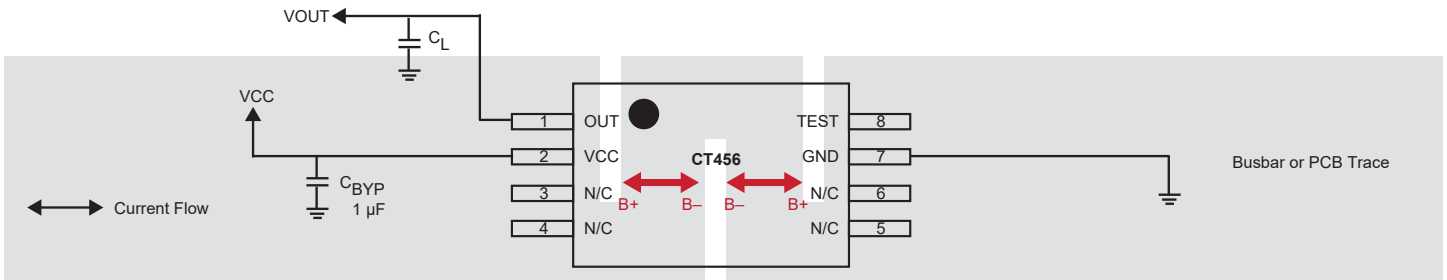 VOUT
CL
VCC
1 OUT TEST 8
2 VCC CT456 GND 7
Busbar or PCB Trace
CBYP
1 µF
3 N/C N/C 6
B+ B– B– B+
Current Flow
4 N/C N/C 5